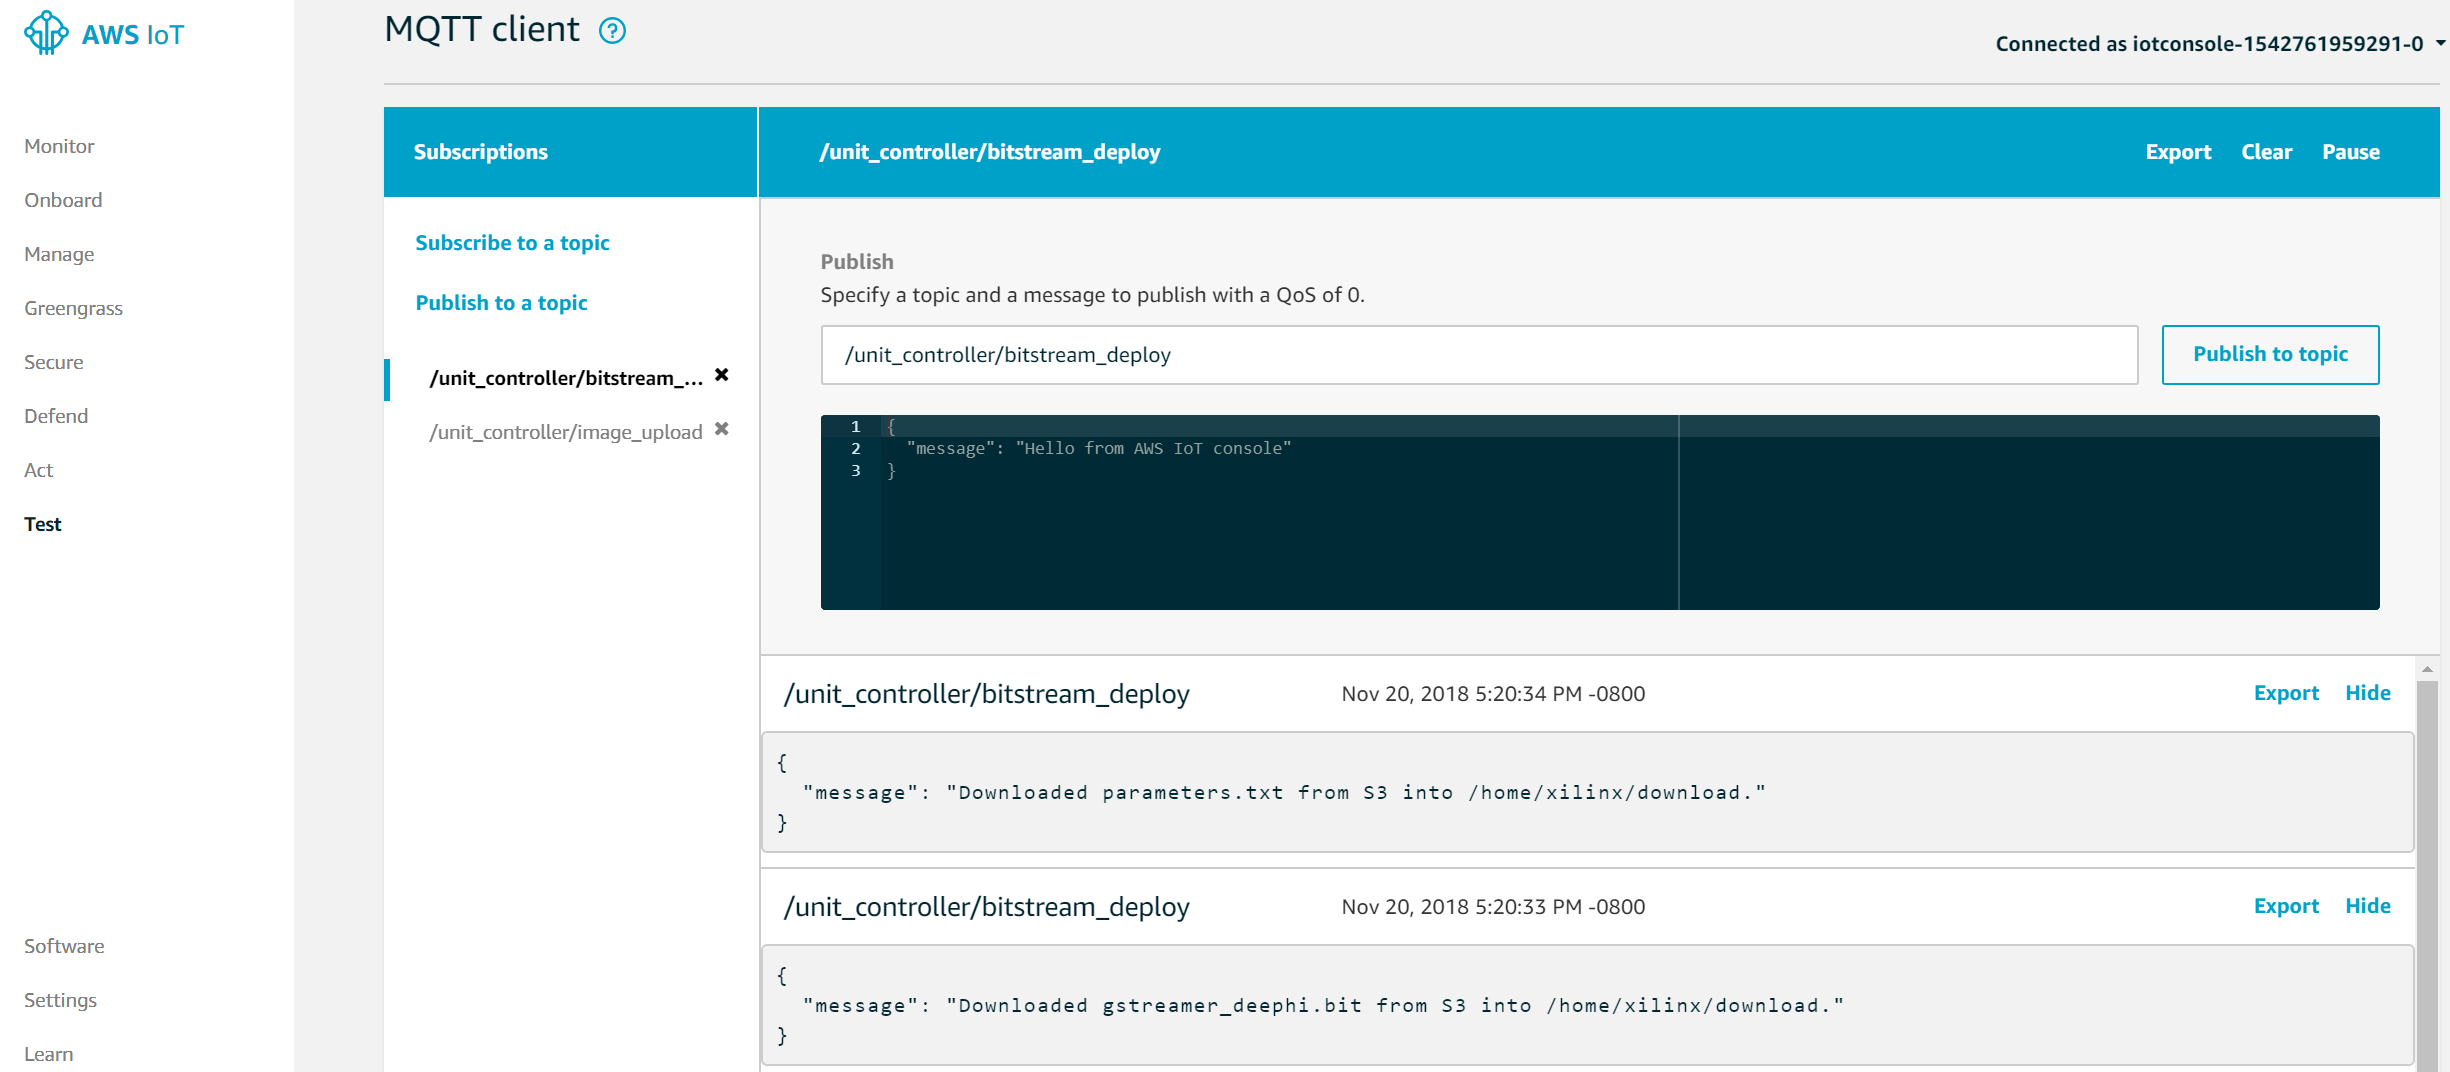 AWS IoT
MQTT client ?
Connected as iotconsole-1542761959291-0
Monitor
Onboard
Manage
Greengrass
Secure
Defend
Act
Test
Software
Settings
Learn
Subscriptions
Subscribe to a topic
Publish to a topic
/unit_controller/bitstream_...
/unit_controller/image_upload
/unit_controller/bitstream_deploy
Export Clear Pause
Publish
Specify a topic and a message to publish with a QoS of 0.
/unit_controller/bitstream_deploy
Publish to topic
1 {
2 "message": "Hello from AWS IoT console"
3 }
/unit_controller/bitstream_deploy Nov 20, 2018 5:20:34 PM -0800 Export Hide
{
"message": "Downloaded parameters.txt from S3 into /home/xilinx/download."
}
/unit_controller/bitstream_deploy Nov 20, 2018 5:20:33 PM -0800 Export Hide
{
"message": "Downloaded gstreamer_deephi.bit from S3 into /home/xilinx/download."
}